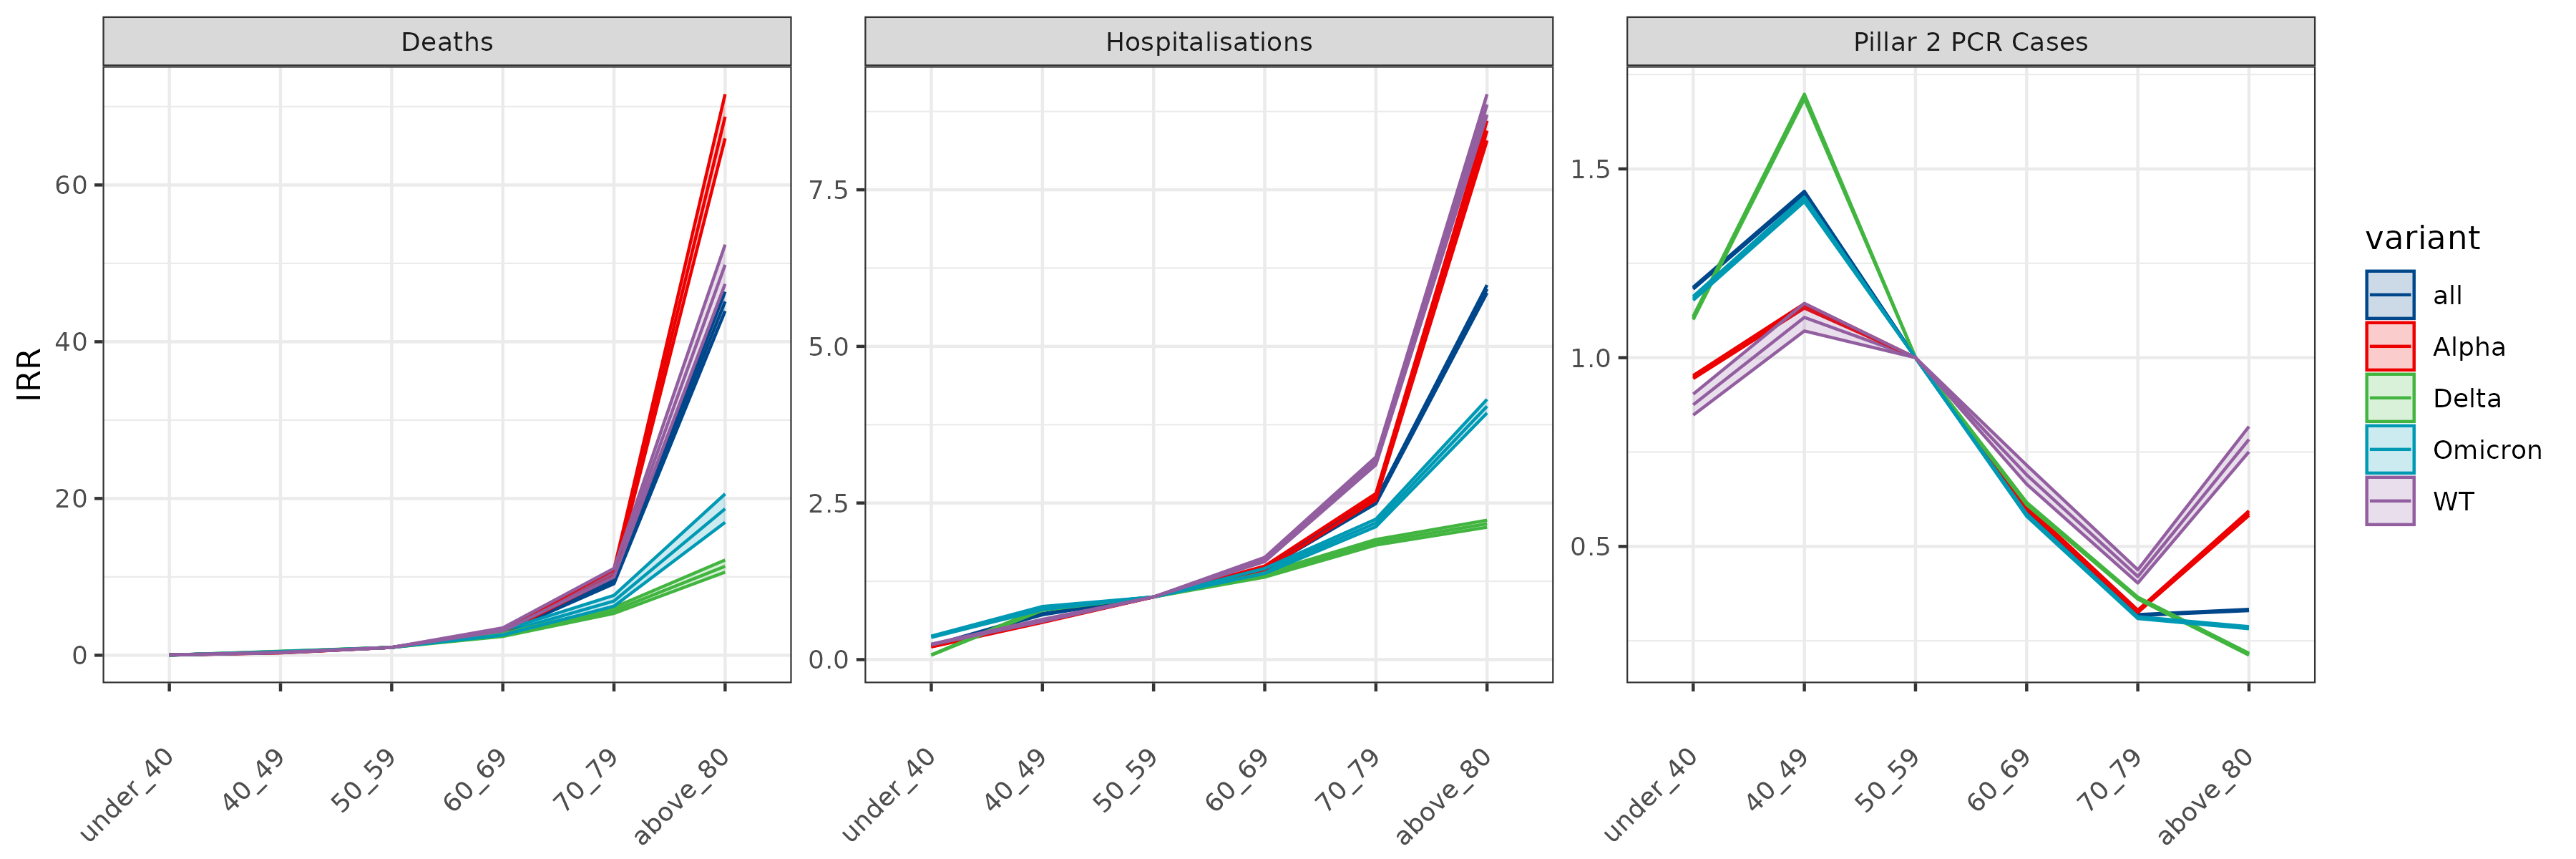 Deaths
Hospitalisations
Pillar 2 PCR Cases
IRR
60
40
20
0
7.5
5.0
2.5
0.0
1.5
1.0
0.5
under_40
40_49
50_59
60_69
70_79
above_80
under_40
40_49
50_59
60_69
70_79
above_80
under_40
40_49
50_59
60_69
70_79
above_80
variant
all
Alpha
Delta
Omicron
WT